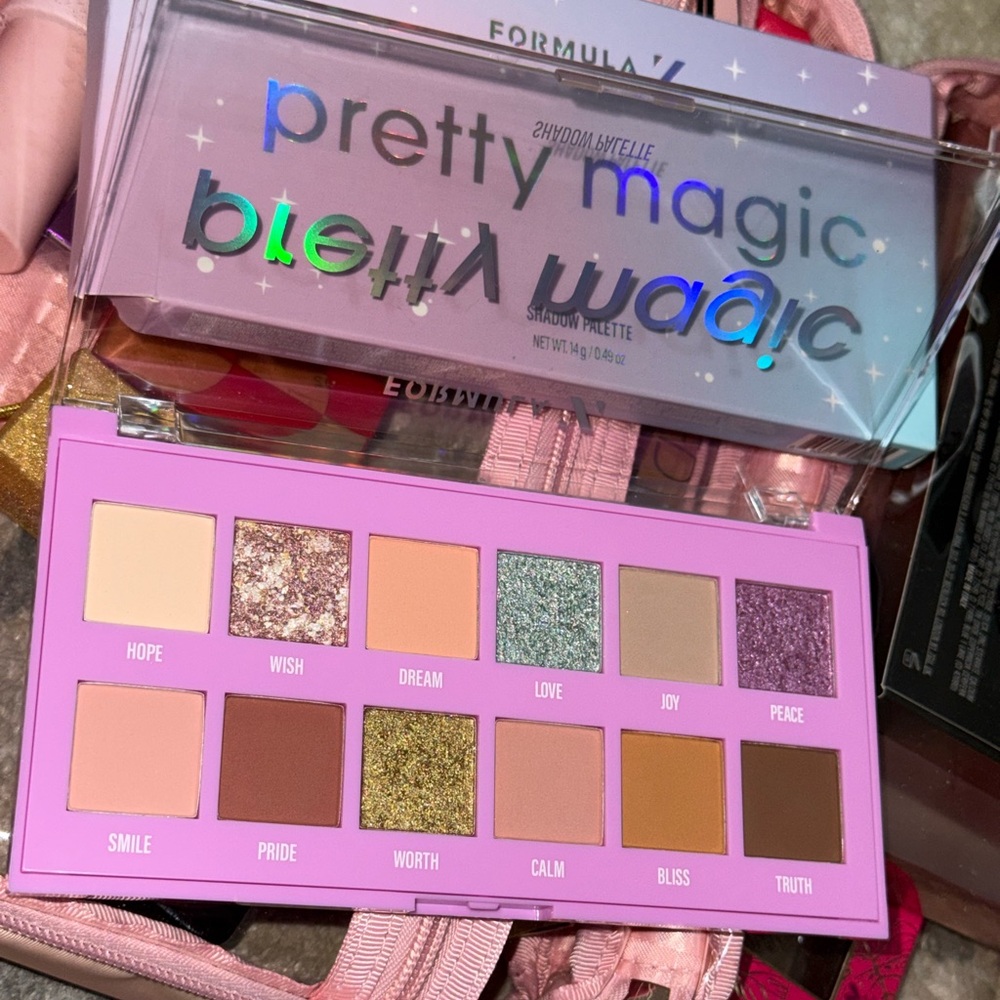 FORMULA X
pretty magic
SHADOW PALETTE
pretty magic
SHADOW PALETTE
NET WT. 14 g / 0.49 oz
FORMULA X
HOPE
WISH
DREAM
LOVE
JOY
PEACE
SMILE
PRIDE
WORTH
CALM
BLISS
TRUTH